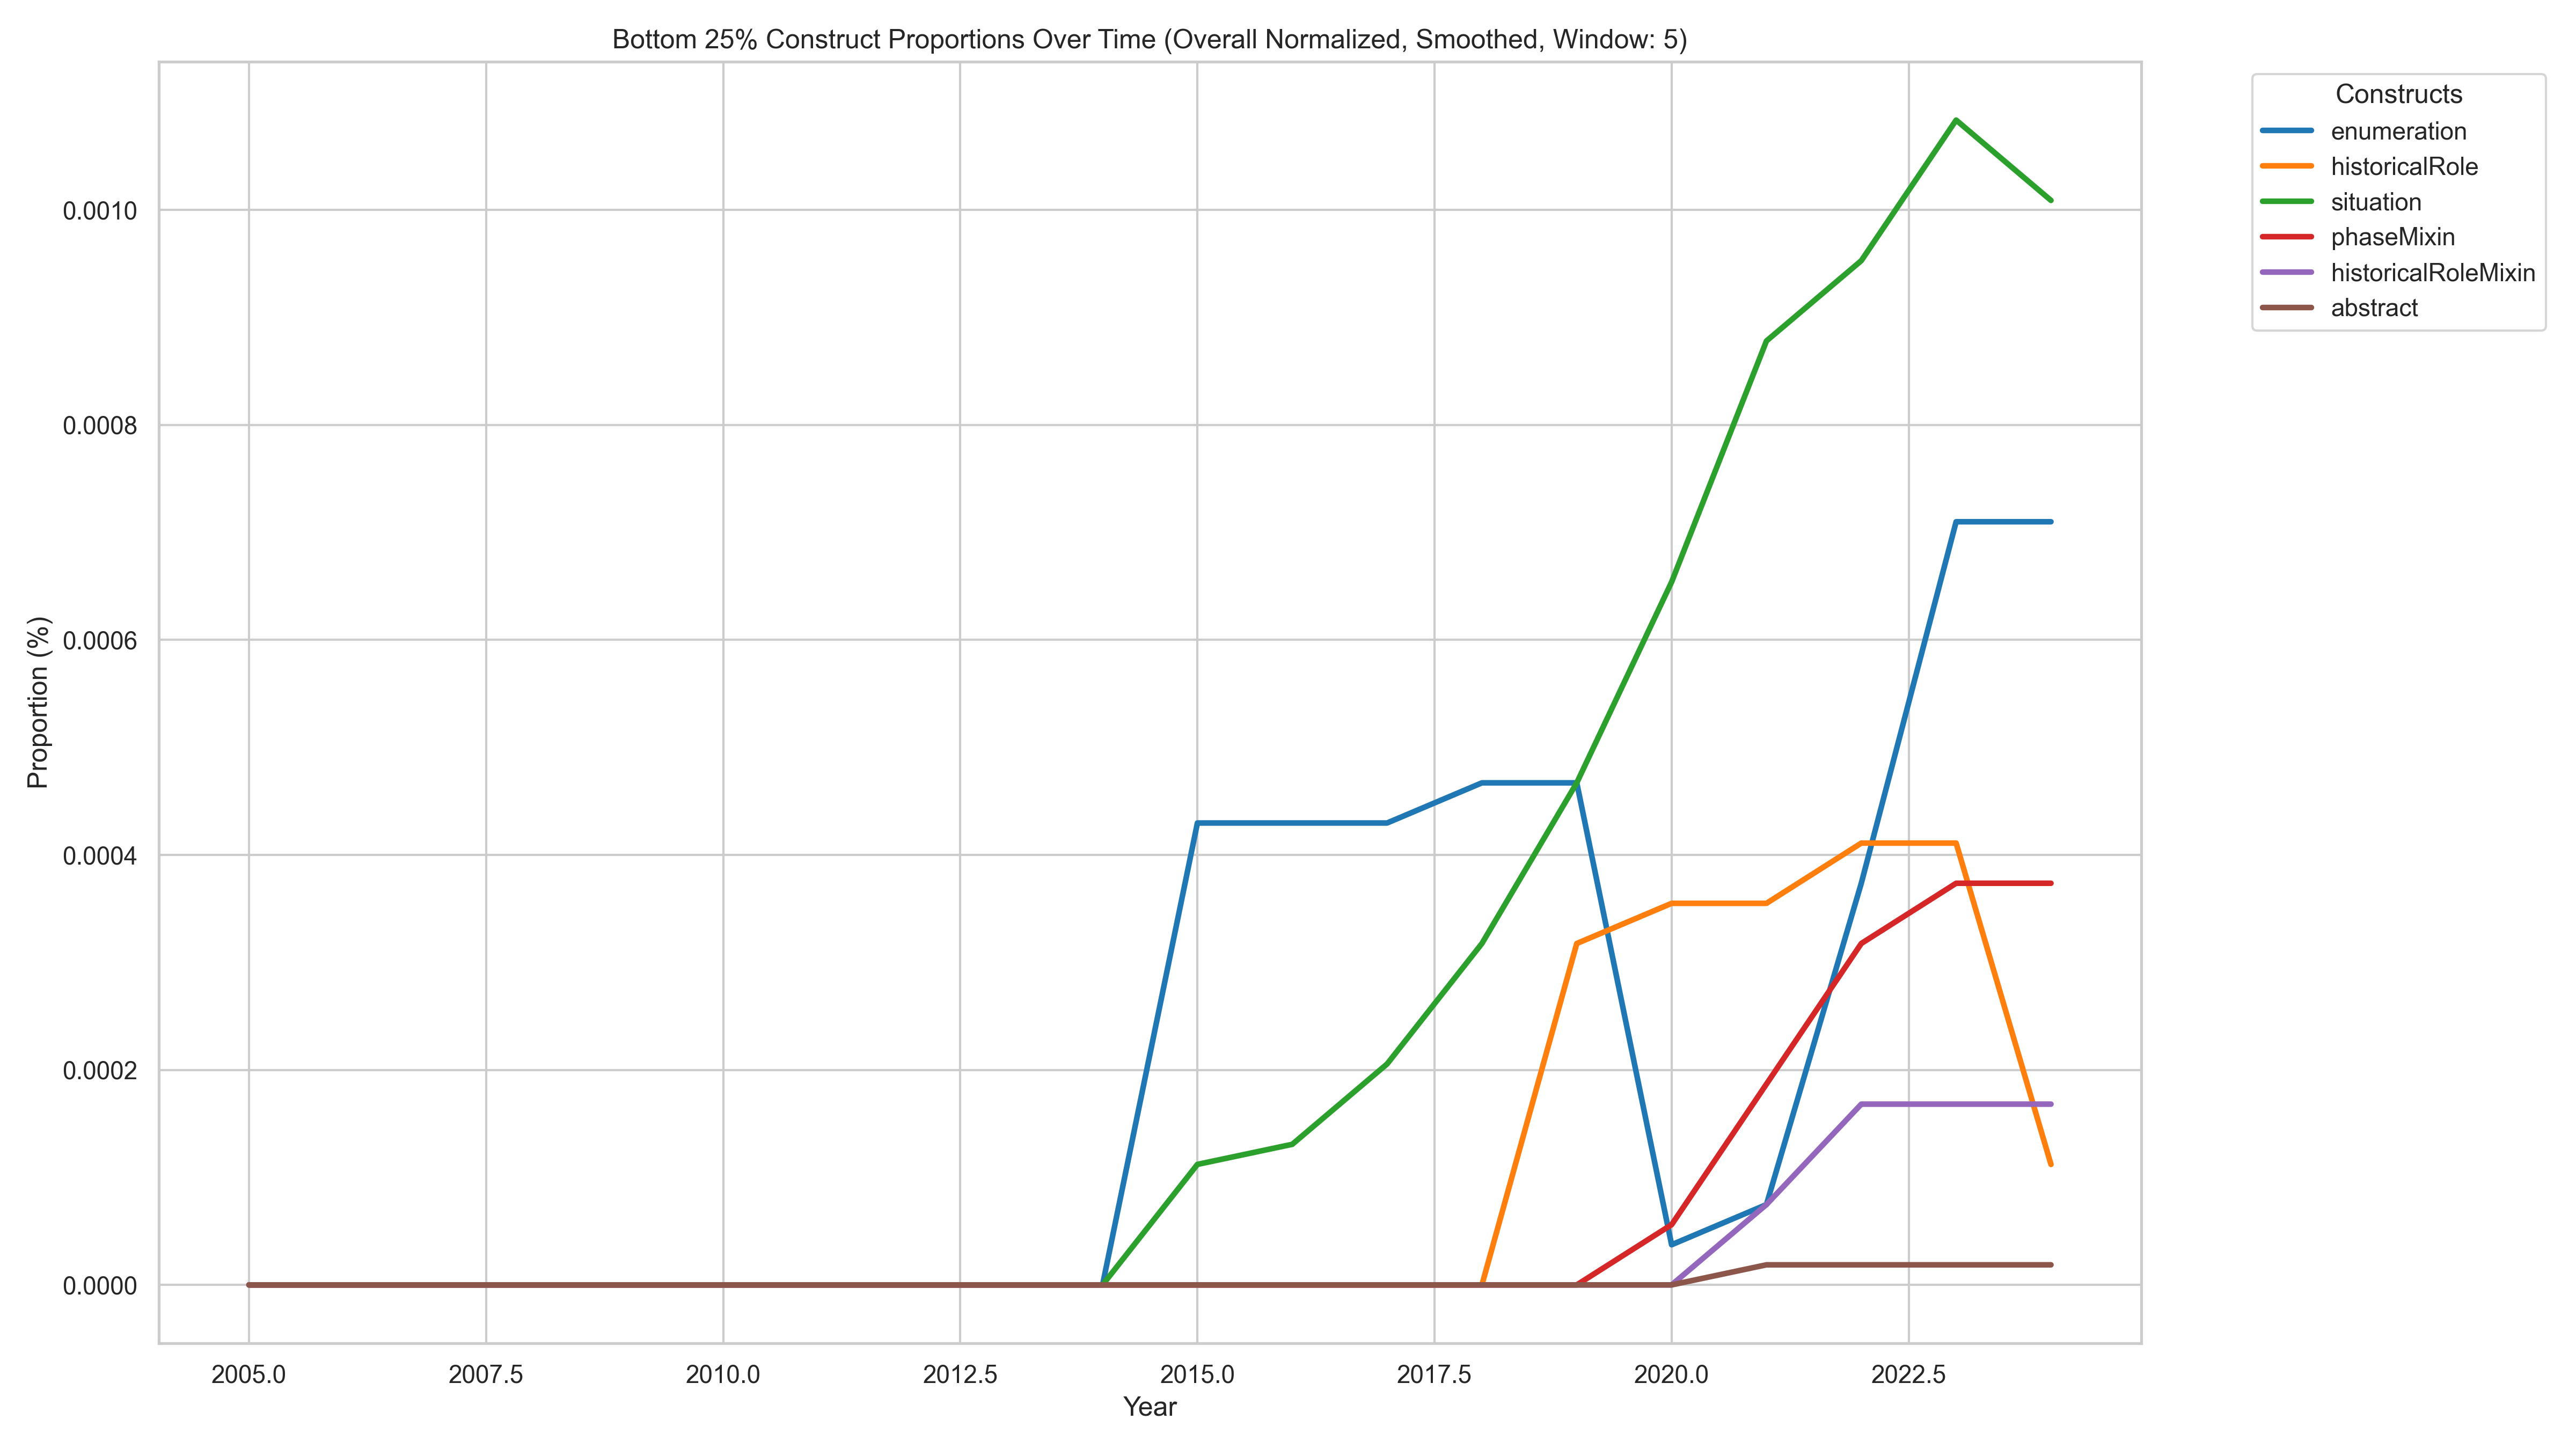 Bottom 25% Construct Proportions Over Time (Overall Normalized, Smoothed, Window: 5)
Constructs
enumeration
historicalRole
situation
phaseMixin
historicalRoleMixin
abstract
Proportion (%)
0.0010
0.0008
0.0006
0.0004
0.0002
0.0000
2005.0 2007.5 2010.0 2012.5 2015.0 2017.5 2020.0 2022.5
Year